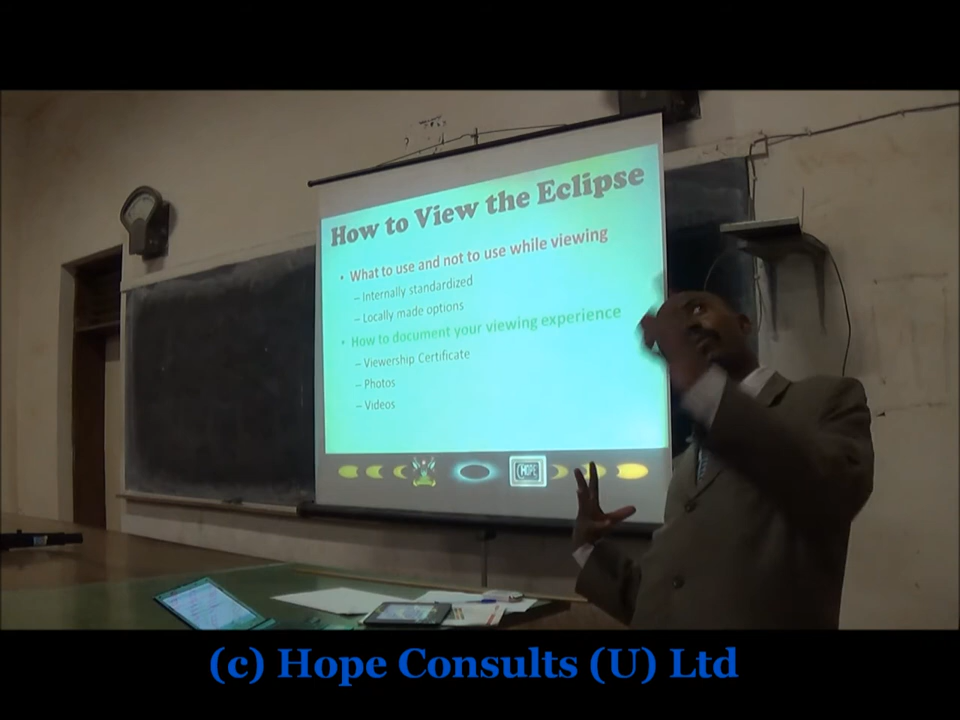 How to View the Eclipse
• What to use and not to use while viewing
– Internally standardized
– Locally made options
• How to document your viewing experience
– Viewership Certificate
– Photos
– Videos
HOPE
(c) Hope Consults (U) Ltd